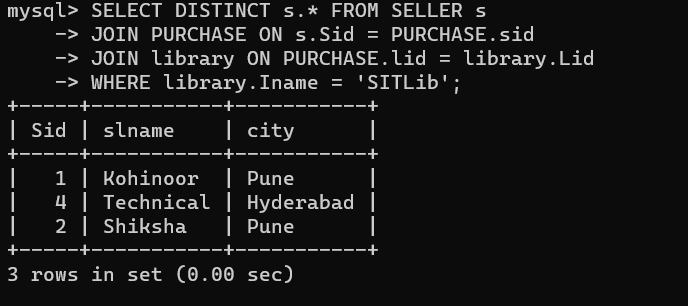 mysql> SELECT DISTINCT s.* FROM SELLER s
    -> JOIN PURCHASE ON s.Sid = PURCHASE.sid
    -> JOIN library ON PURCHASE.lid = library.Lid
    -> WHERE library.Iname = 'SITLib';
+-----+-----------+-----------+
| Sid | slname    | city      |
+-----+-----------+-----------+
|   1 | Kohinoor  | Pune      |
|   4 | Technical | Hyderabad |
|   2 | Shiksha   | Pune      |
+-----+-----------+-----------+
3 rows in set (0.00 sec)